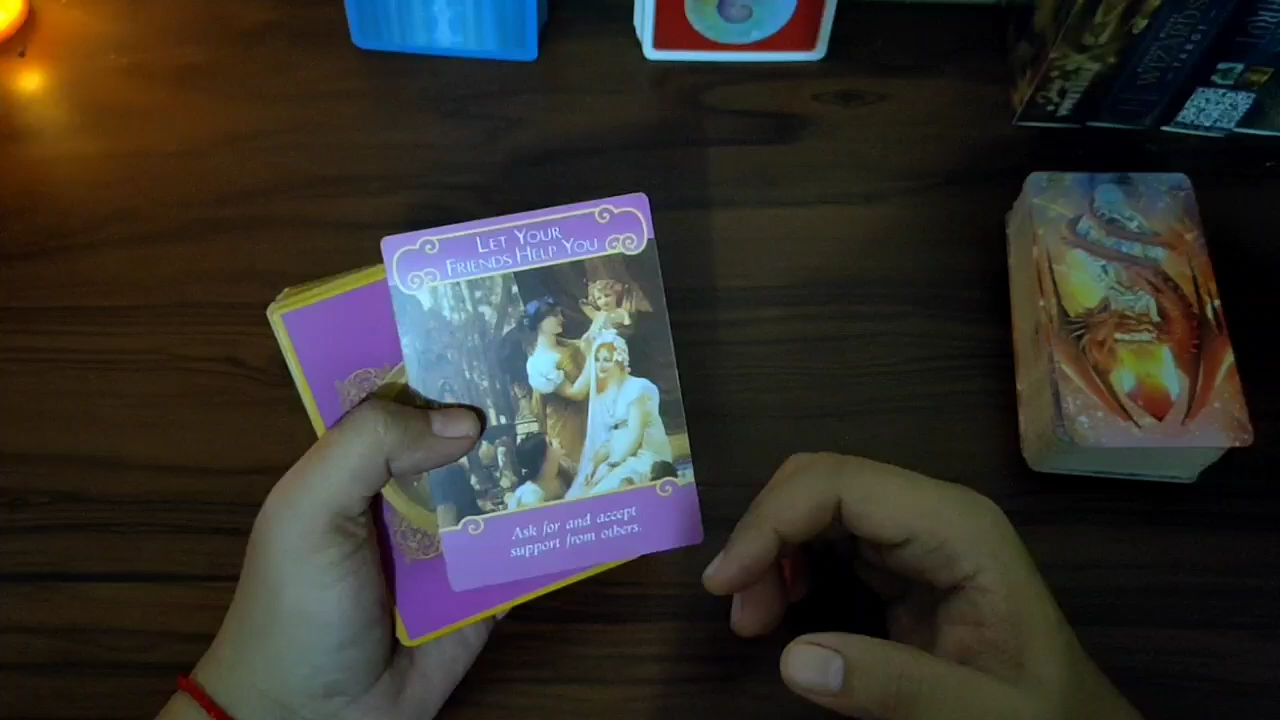 LET YOUR
FRIENDS HELP YOU
Ask for and accept
support from others.